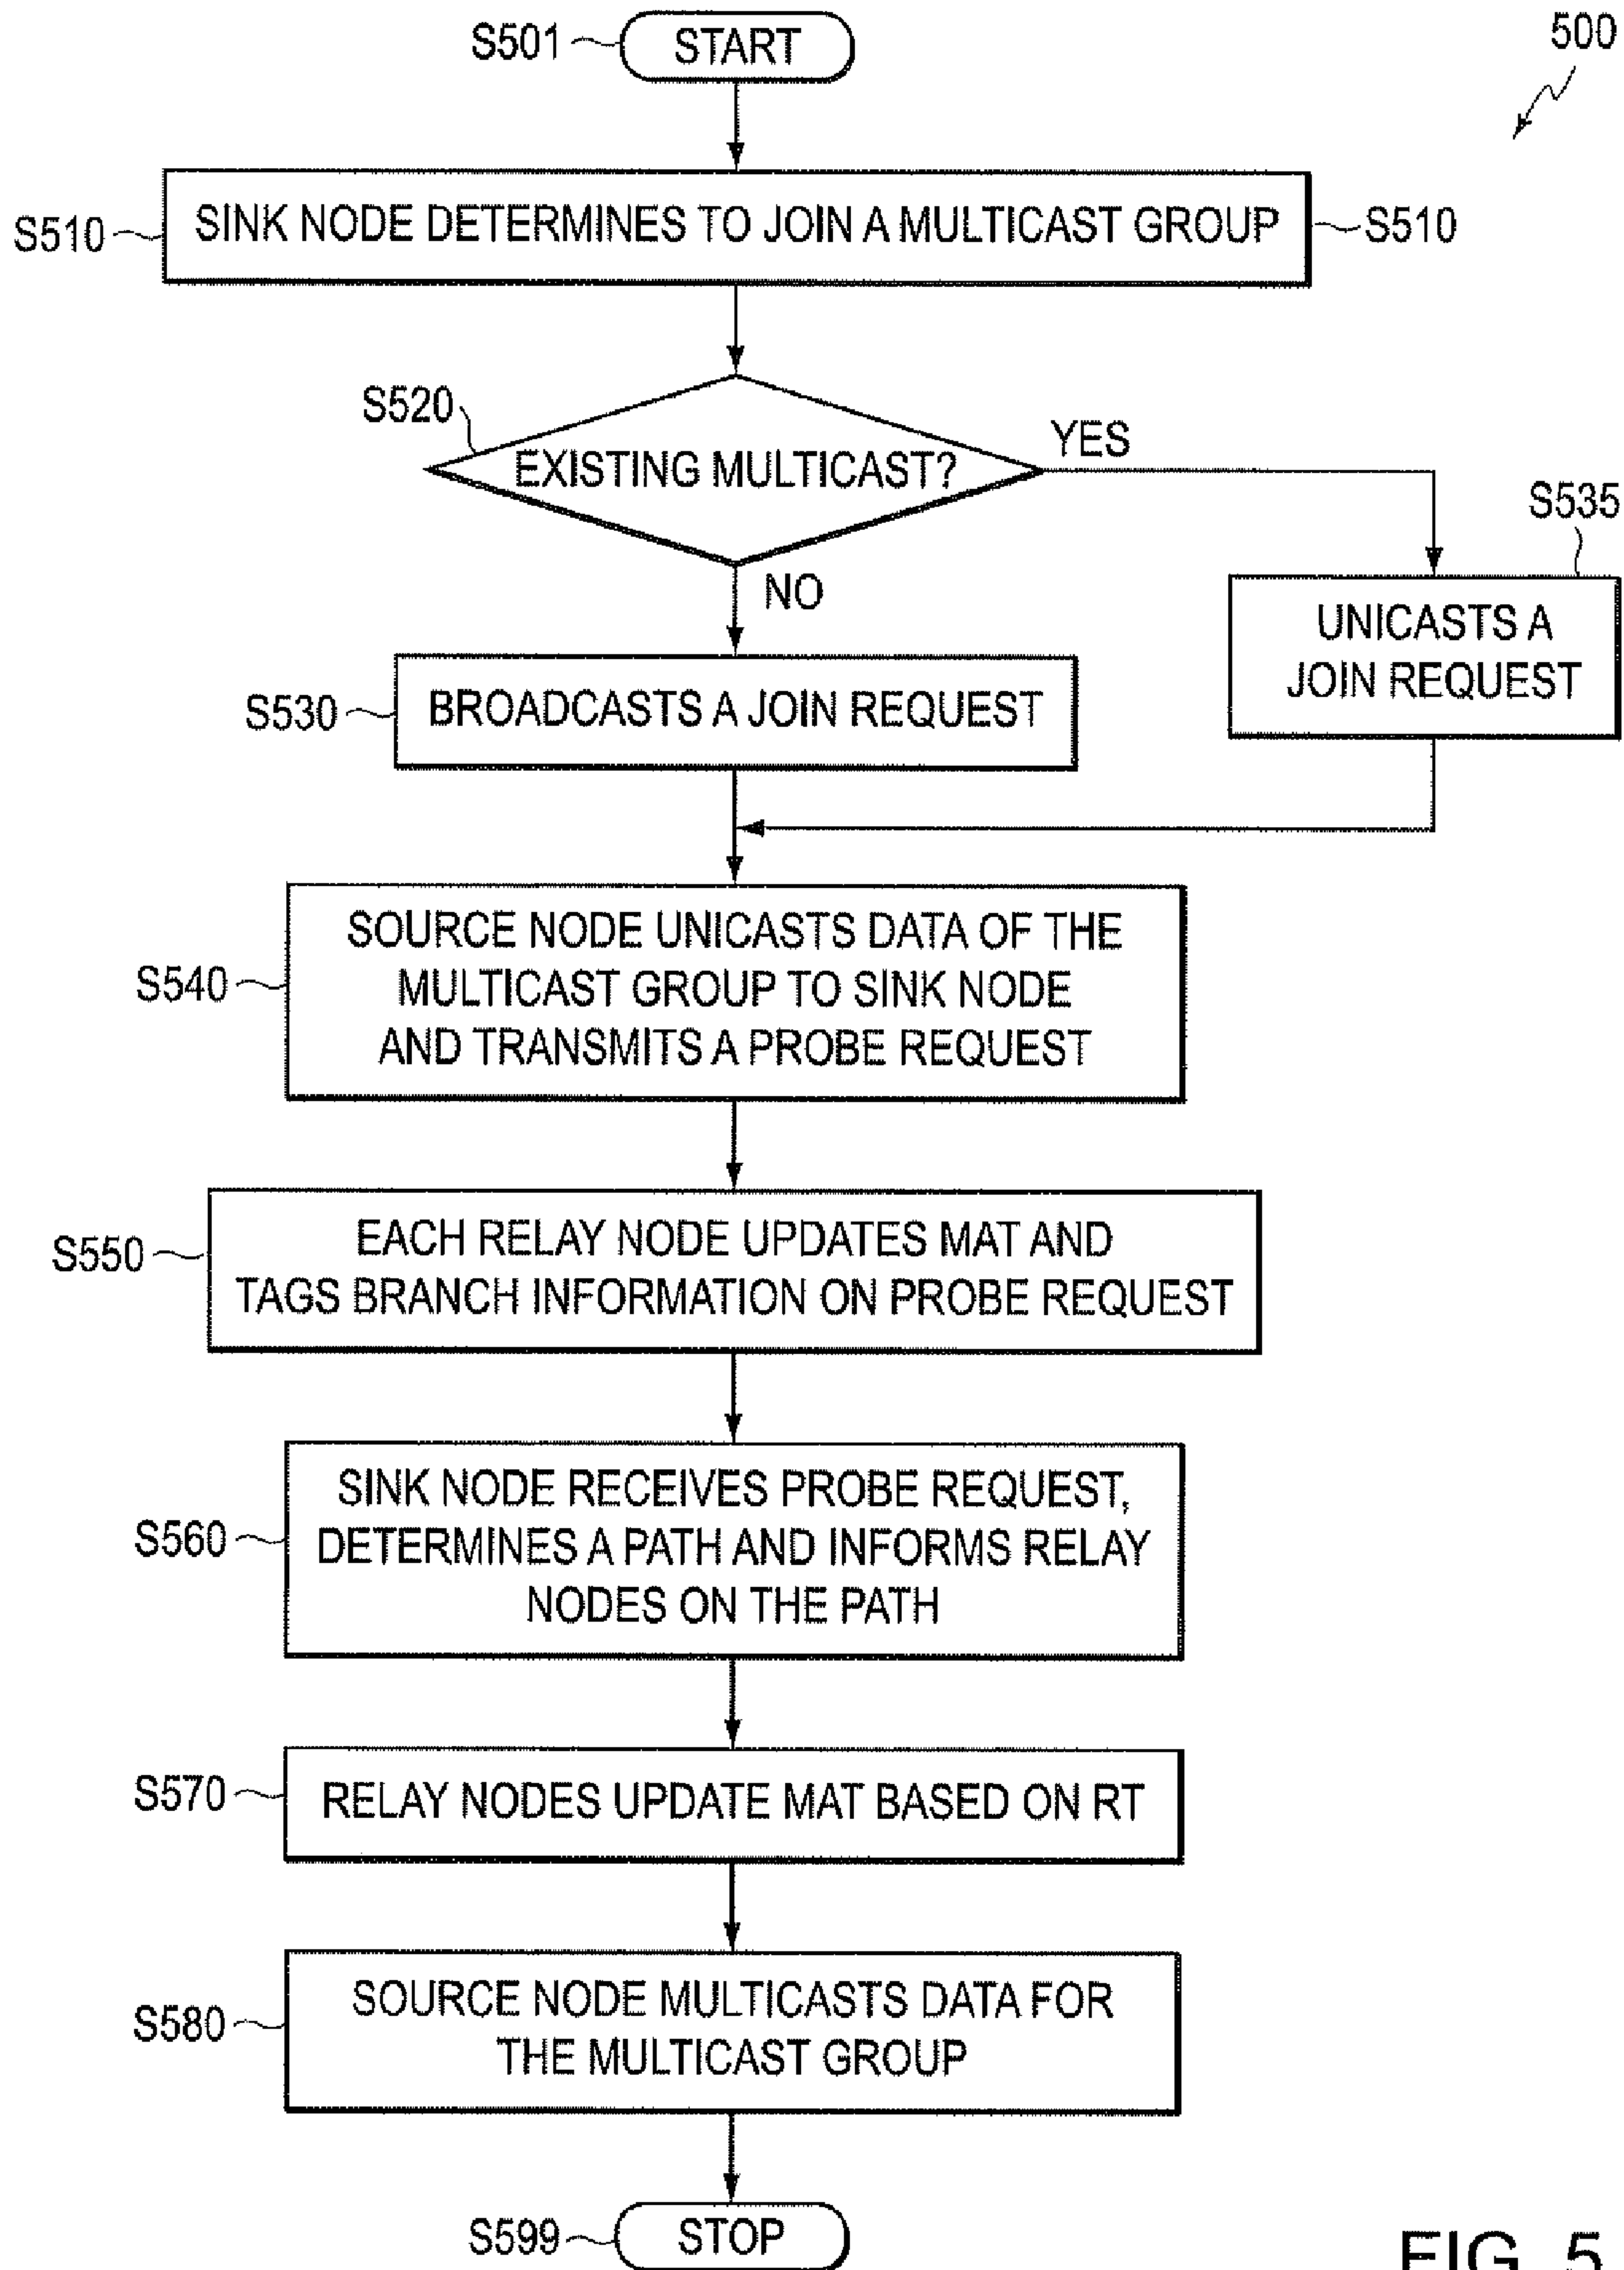 500
S501
START
S510
SINK NODE DETERMINES TO JOIN A MULTICAST GROUP
S510
S520
EXISTING MULTICAST?
YES
NO
S535
UNICASTS A
JOIN REQUEST
S530
BROADCASTS A JOIN REQUEST
S540
SOURCE NODE UNICASTS DATA OF THE
MULTICAST GROUP TO SINK NODE
AND TRANSMITS A PROBE REQUEST
S550
EACH RELAY NODE UPDATES MAT AND
TAGS BRANCH INFORMATION ON PROBE REQUEST
S560
SINK NODE RECEIVES PROBE REQUEST,
DETERMINES A PATH AND INFORMS RELAY
NODES ON THE PATH
S570
RELAY NODES UPDATE MAT BASED ON RT
S580
SOURCE NODE MULTICASTS DATA FOR
THE MULTICAST GROUP
S599
STOP
FIG. 5